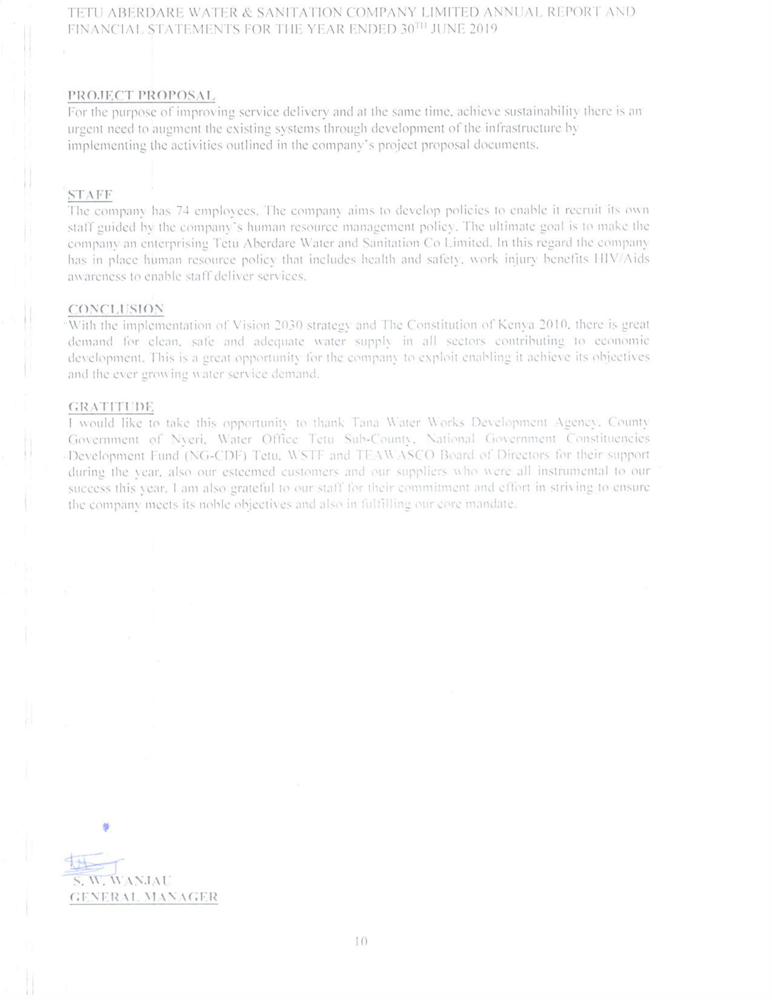 TETU ABERDARE WATER & SANITATION COMPANY LIMITED ANNUAL REPORT AND
FINANCIAL STATEMENTS FOR THE YEAR ENDED 30TH JUNE 2019
PROJECT PROPOSAL
For the purpose of improving service delivery and at the same time, achieve sustainability there is an
urgent need to augment the existing systems through development of the infrastructure by
implementing the activities outlined in the company's project proposal documents.
STAFF
The company has 74 employees. The company aims to develop policies to enable it recruit its own
staff guided by the company's human resource management policy. The ultimate goal is to make the
company an enterprising Tetu Aberdare Water and Sanitation Co Limited. In this regard the company
has in place human resource policy that includes health and safety, work injury benefits HIV/Aids
awareness to enable staff deliver services.
CONCLUSION
With the implementation of Vision 2030 strategy and The Constitution of Kenya 2010, there is great
demand for clean, safe and adequate water supply in all sectors contributing to economic
development. This is a great opportunity for the company to exploit enabling it achieve its objectives
and the ever growing water service demand.
GRATITUDE
I would like to take this opportunity to thank Tana Water Works Development Agency, County
Government of Nyeri, Water Office Tetu Sub-County, National Government Constituencies
Development Fund (NG-CDF) Tetu, WSTF and TEAWASCO Board of Directors for their support
during the year, also our esteemed customers and our suppliers who were all instrumental to our
success this year. I am also grateful to our staff for their commitment and effort in striving to ensure
the company meets its noble objectives and also in fulfilling our core mandate.
S. W. WANJAU
GENERAL MANAGER
10